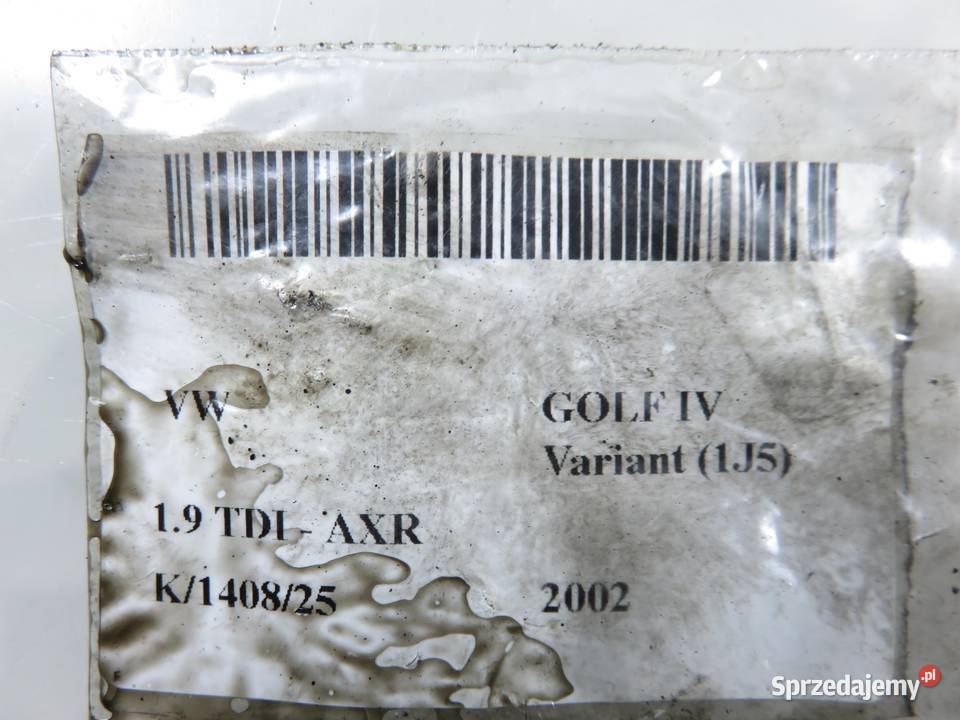 VW GOLF IV
Variant (1J5)
1.9 TDI - AXR
K/1408/25 2002
Sprzedajemy.pl